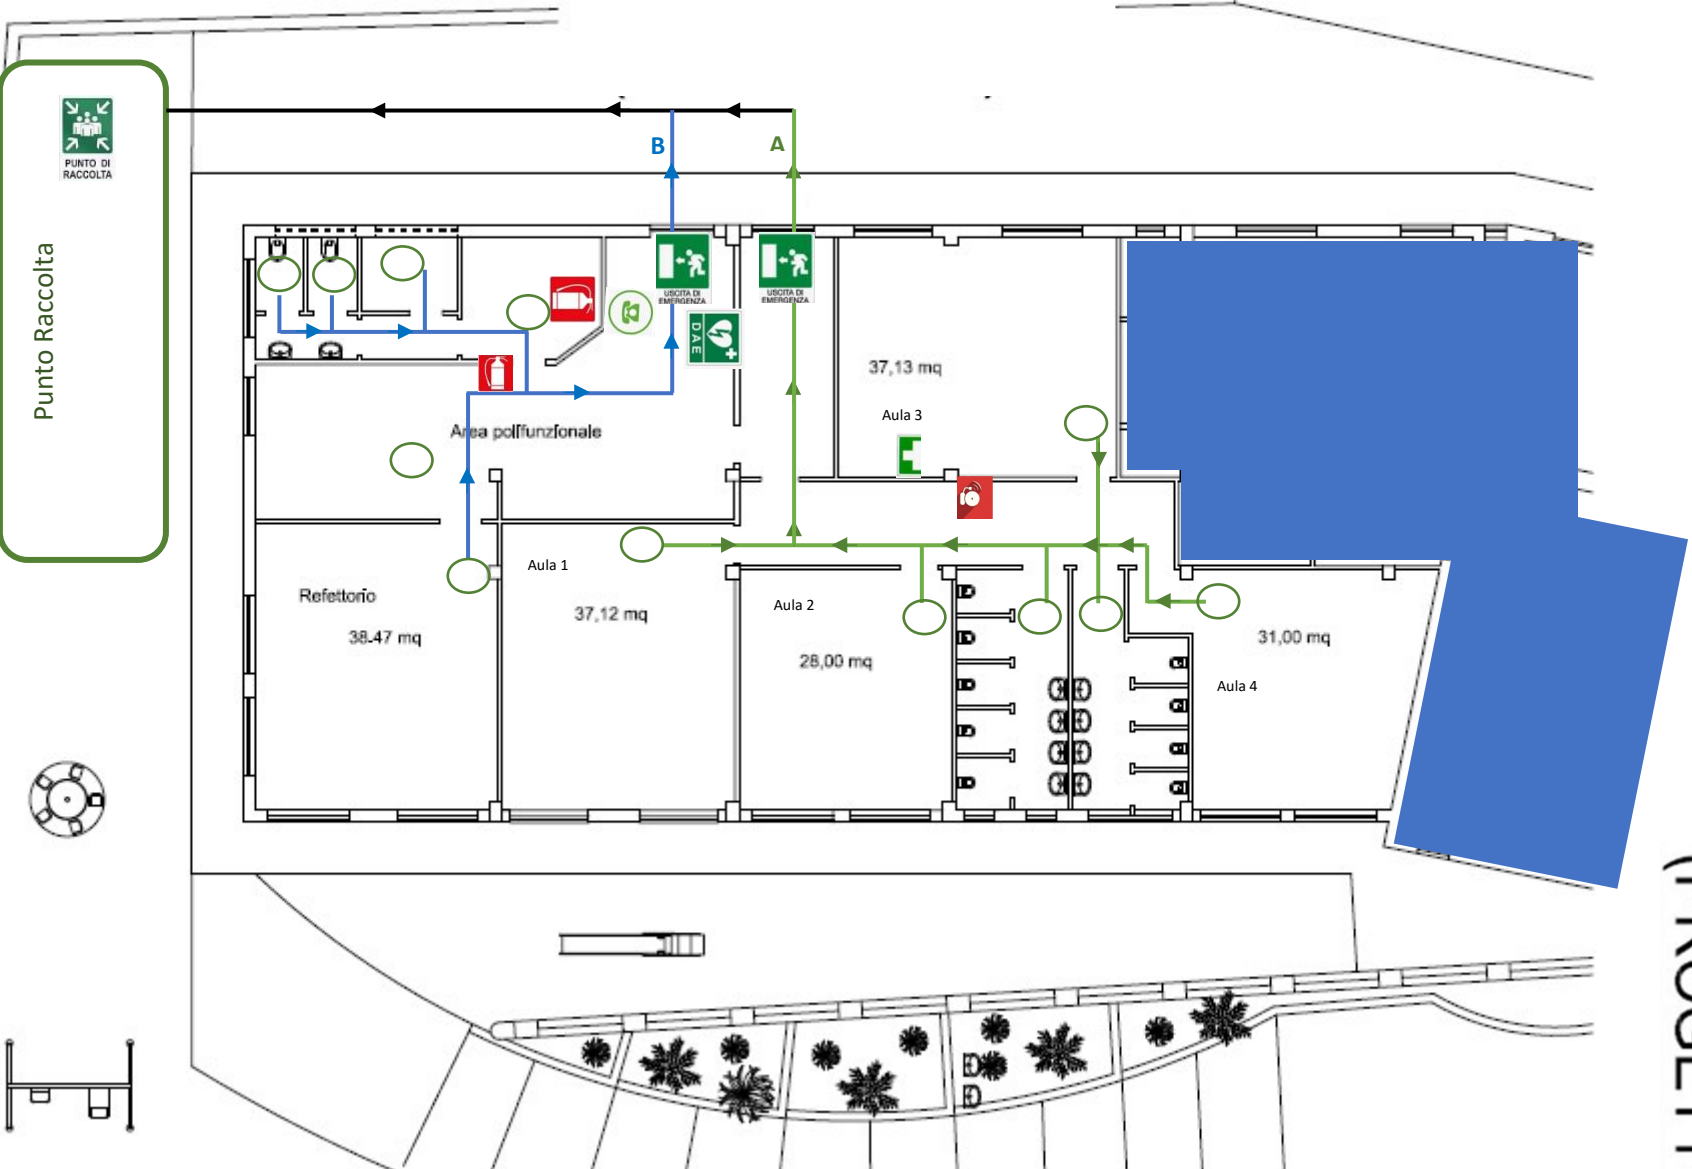 PUNTO DI
RACCOLTA
Punto Raccolta
B
A
USCITA DI
EMERGENZA
USCITA DI
EMERGENZA
DAE
37,13 mq
Aula 3
Area polifunzionale
Aula 1
37,12 mq
Refettorio
38.47 mq
Aula 2
28,00 mq
31,00 mq
Aula 4